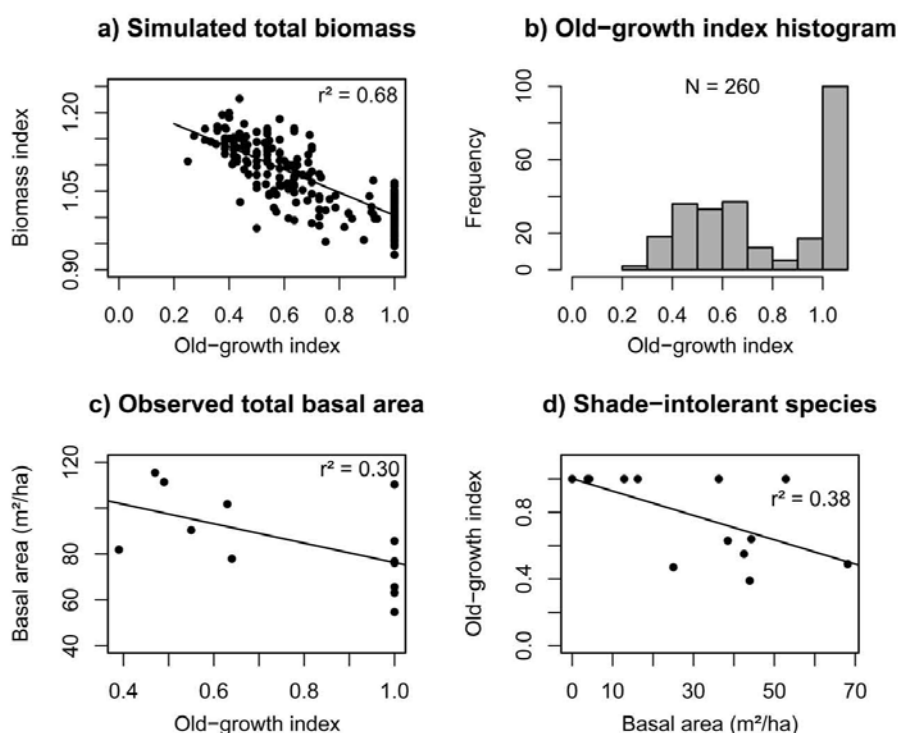 a) Simulated total biomass
r² = 0.68
Biomass index
0.90 1.05 1.20
0.0 0.2 0.4 0.6 0.8 1.0
Old−growth index
b) Old−growth index histogram
N = 260
Frequency
0 20 60 100
0.0 0.2 0.4 0.6 0.8 1.0
Old−growth index
c) Observed total basal area
r² = 0.30
Basal area (m²/ha)
40 60 80 100 120
0.4 0.6 0.8 1.0
Old−growth index
d) Shade−intolerant species
r² = 0.38
Old−growth index
0.0 0.4 0.8
0 10 30 50 70
Basal area (m²/ha)